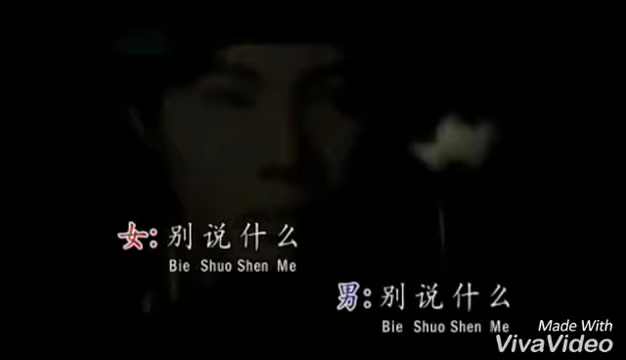 女: 别说什么
Bie Shuo Shen Me
男: 别说什么
Bie Shuo Shen Me
Made With
VivaVideo